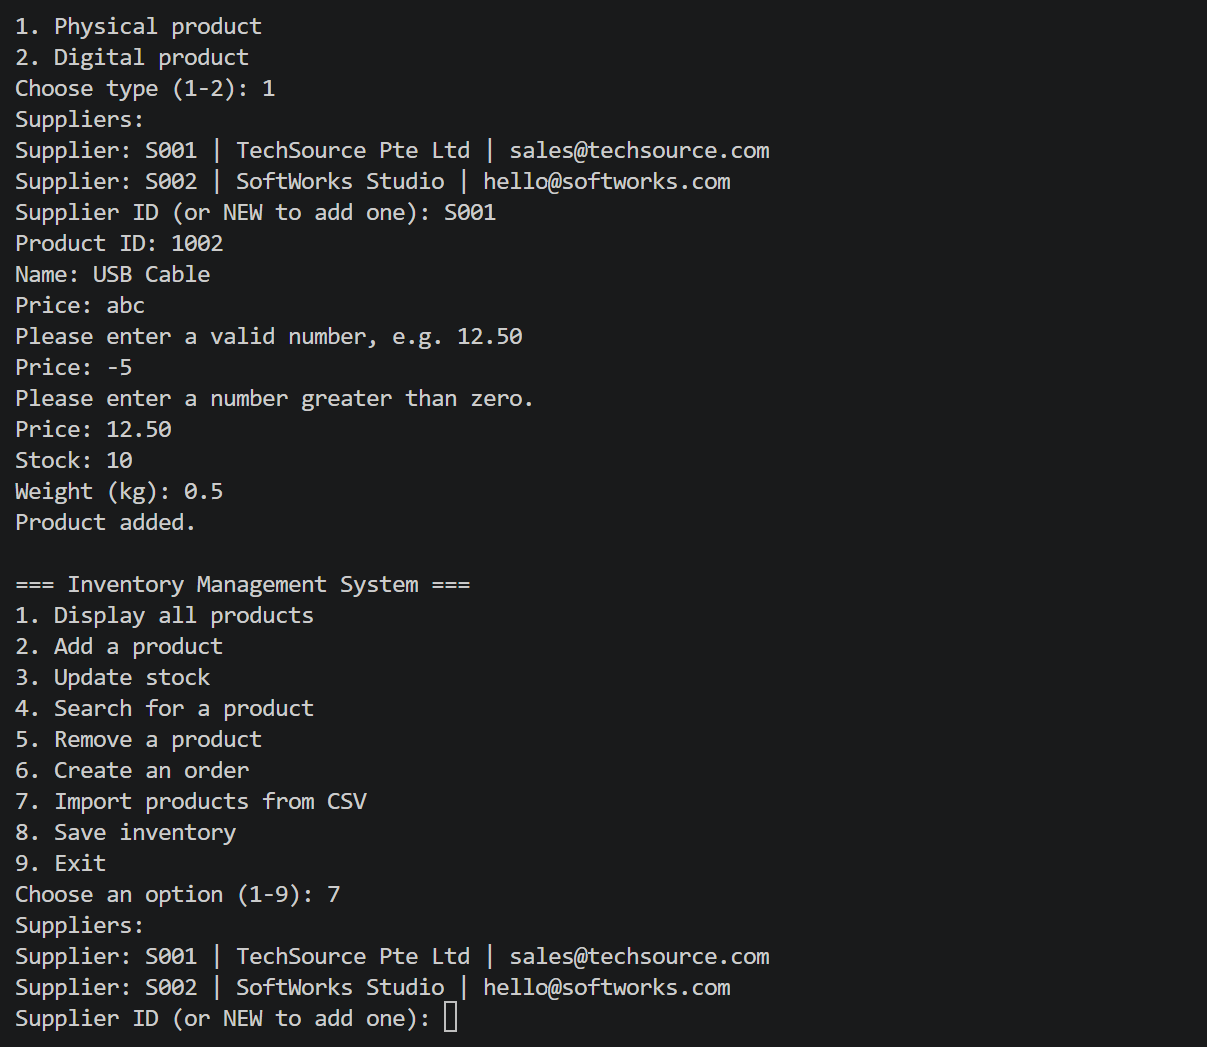 1. Physical product
2. Digital product
Choose type (1-2): 1
Suppliers:
Supplier: S001 | TechSource Pte Ltd | sales@techsource.com
Supplier: S002 | SoftWorks Studio | hello@softworks.com
Supplier ID (or NEW to add one): S001
Product ID: 1002
Name: USB Cable
Price: abc
Please enter a valid number, e.g. 12.50
Price: -5
Please enter a number greater than zero.
Price: 12.50
Stock: 10
Weight (kg): 0.5
Product added.

=== Inventory Management System ===
1. Display all products
2. Add a product
3. Update stock
4. Search for a product
5. Remove a product
6. Create an order
7. Import products from CSV
8. Save inventory
9. Exit
Choose an option (1-9): 7
Suppliers:
Supplier: S001 | TechSource Pte Ltd | sales@techsource.com
Supplier: S002 | SoftWorks Studio | hello@softworks.com
Supplier ID (or NEW to add one):